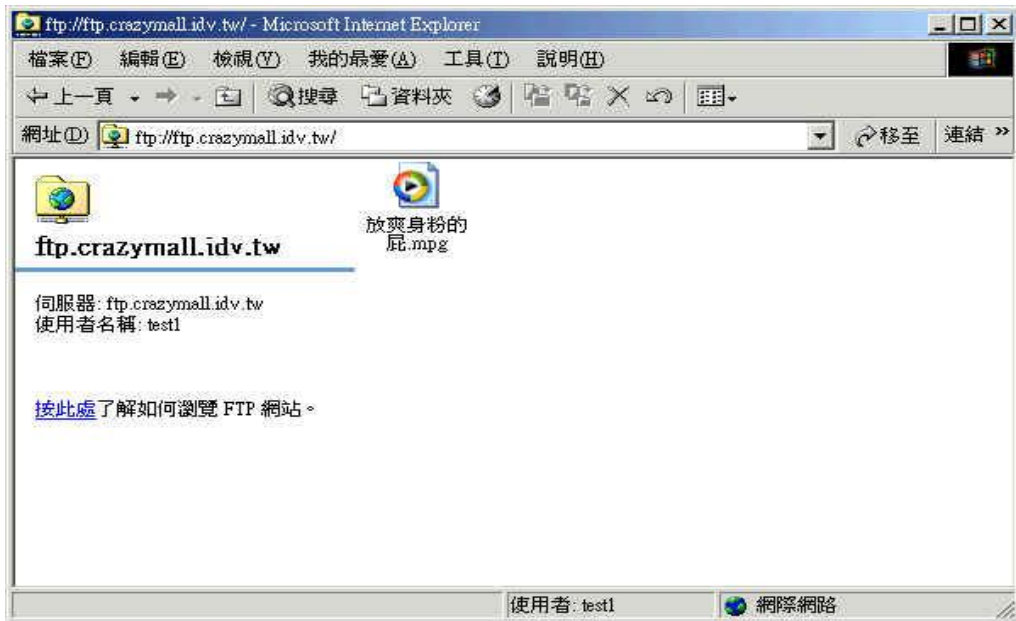 ftp://ftp.crazymall.idv.tw/ - Microsoft Internet Explorer
檔案(F) 編輯(E) 檢視(V) 我的最愛(A) 工具(T) 說明(H)
上一頁 搜尋 資料夾
網址(D) ftp://ftp.crazymall.idv.tw/ 移至 連結 »
放爽身粉的
屁.mpg
ftp.crazymall.idv.tw
伺服器: ftp.crazymall.idv.tw
使用者名稱: test1
按此處了解如何瀏覽 FTP 網站。
使用者: test1 網際網路